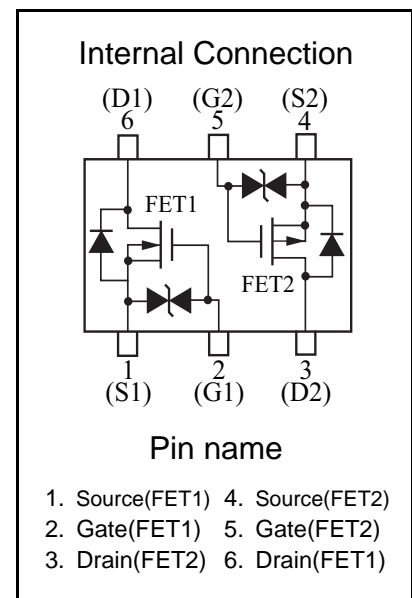 Internal Connection
(D1) (G2) (S2)
6 5 4
FET1
FET2
1 2 3
(S1) (G1) (D2)
Pin name
1. Source(FET1) 4. Source(FET2)
2. Gate(FET1) 5. Gate(FET2)
3. Drain(FET2) 6. Drain(FET1)